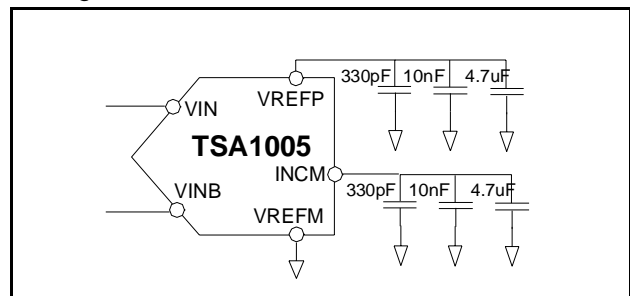 330pF 10nF 4.7uF
VREFP
VIN
TSA1005
INCM
330pF 10nF 4.7uF
VINB
VREFM